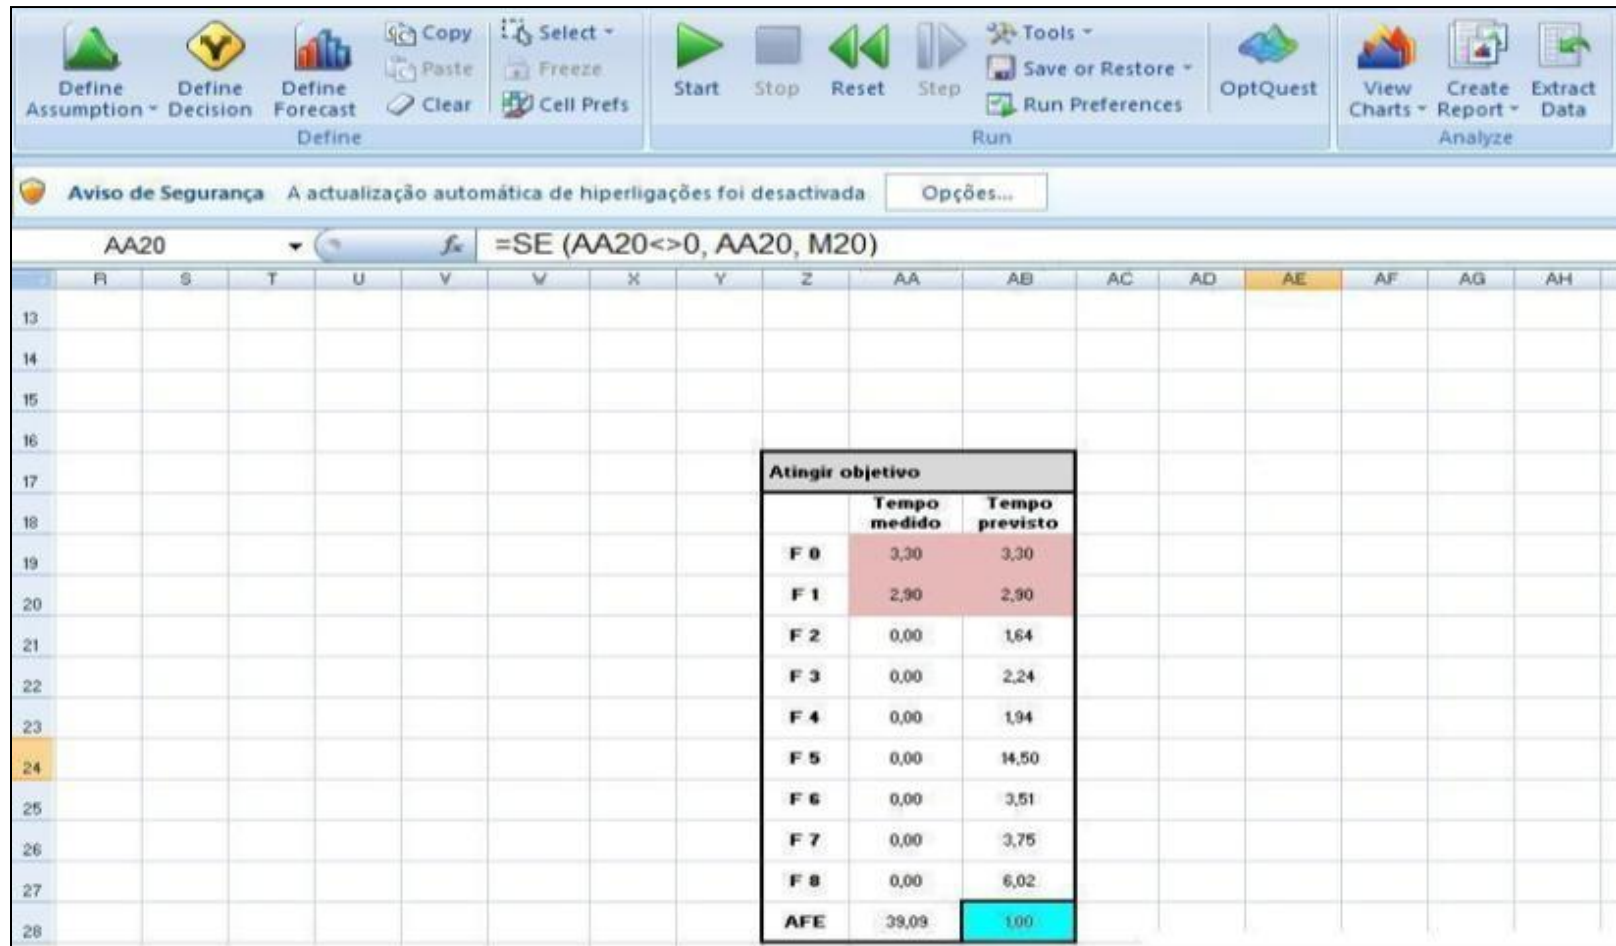 Define Assumption
Define Decision
Define Forecast
Copy
Paste
Clear
Select
Freeze
Cell Prefs
Define
Start
Stop
Reset
Step
Tools
Save or Restore
Run Preferences
OptQuest
Run
View Charts
Create Report
Extract Data
Analyze
Aviso de Segurança A actualização automática de hiperligações foi desactivada Opções...
AA20 fx =SE (AA20<>0, AA20, M20)
R S T U V W X Y Z AA AB AC AD AE AF AG AH
13
14
15
16
17 Atingir objetivo
18 Tempo medido Tempo previsto
19 F 0 3,30 3,30
20 F 1 2,90 2,90
21 F 2 0,00 1,64
22 F 3 0,00 2,24
23 F 4 0,00 1,94
24 F 5 0,00 14,50
25 F 6 0,00 3,51
26 F 7 0,00 3,75
27 F 8 0,00 6,02
28 AFE 39,09 1,00